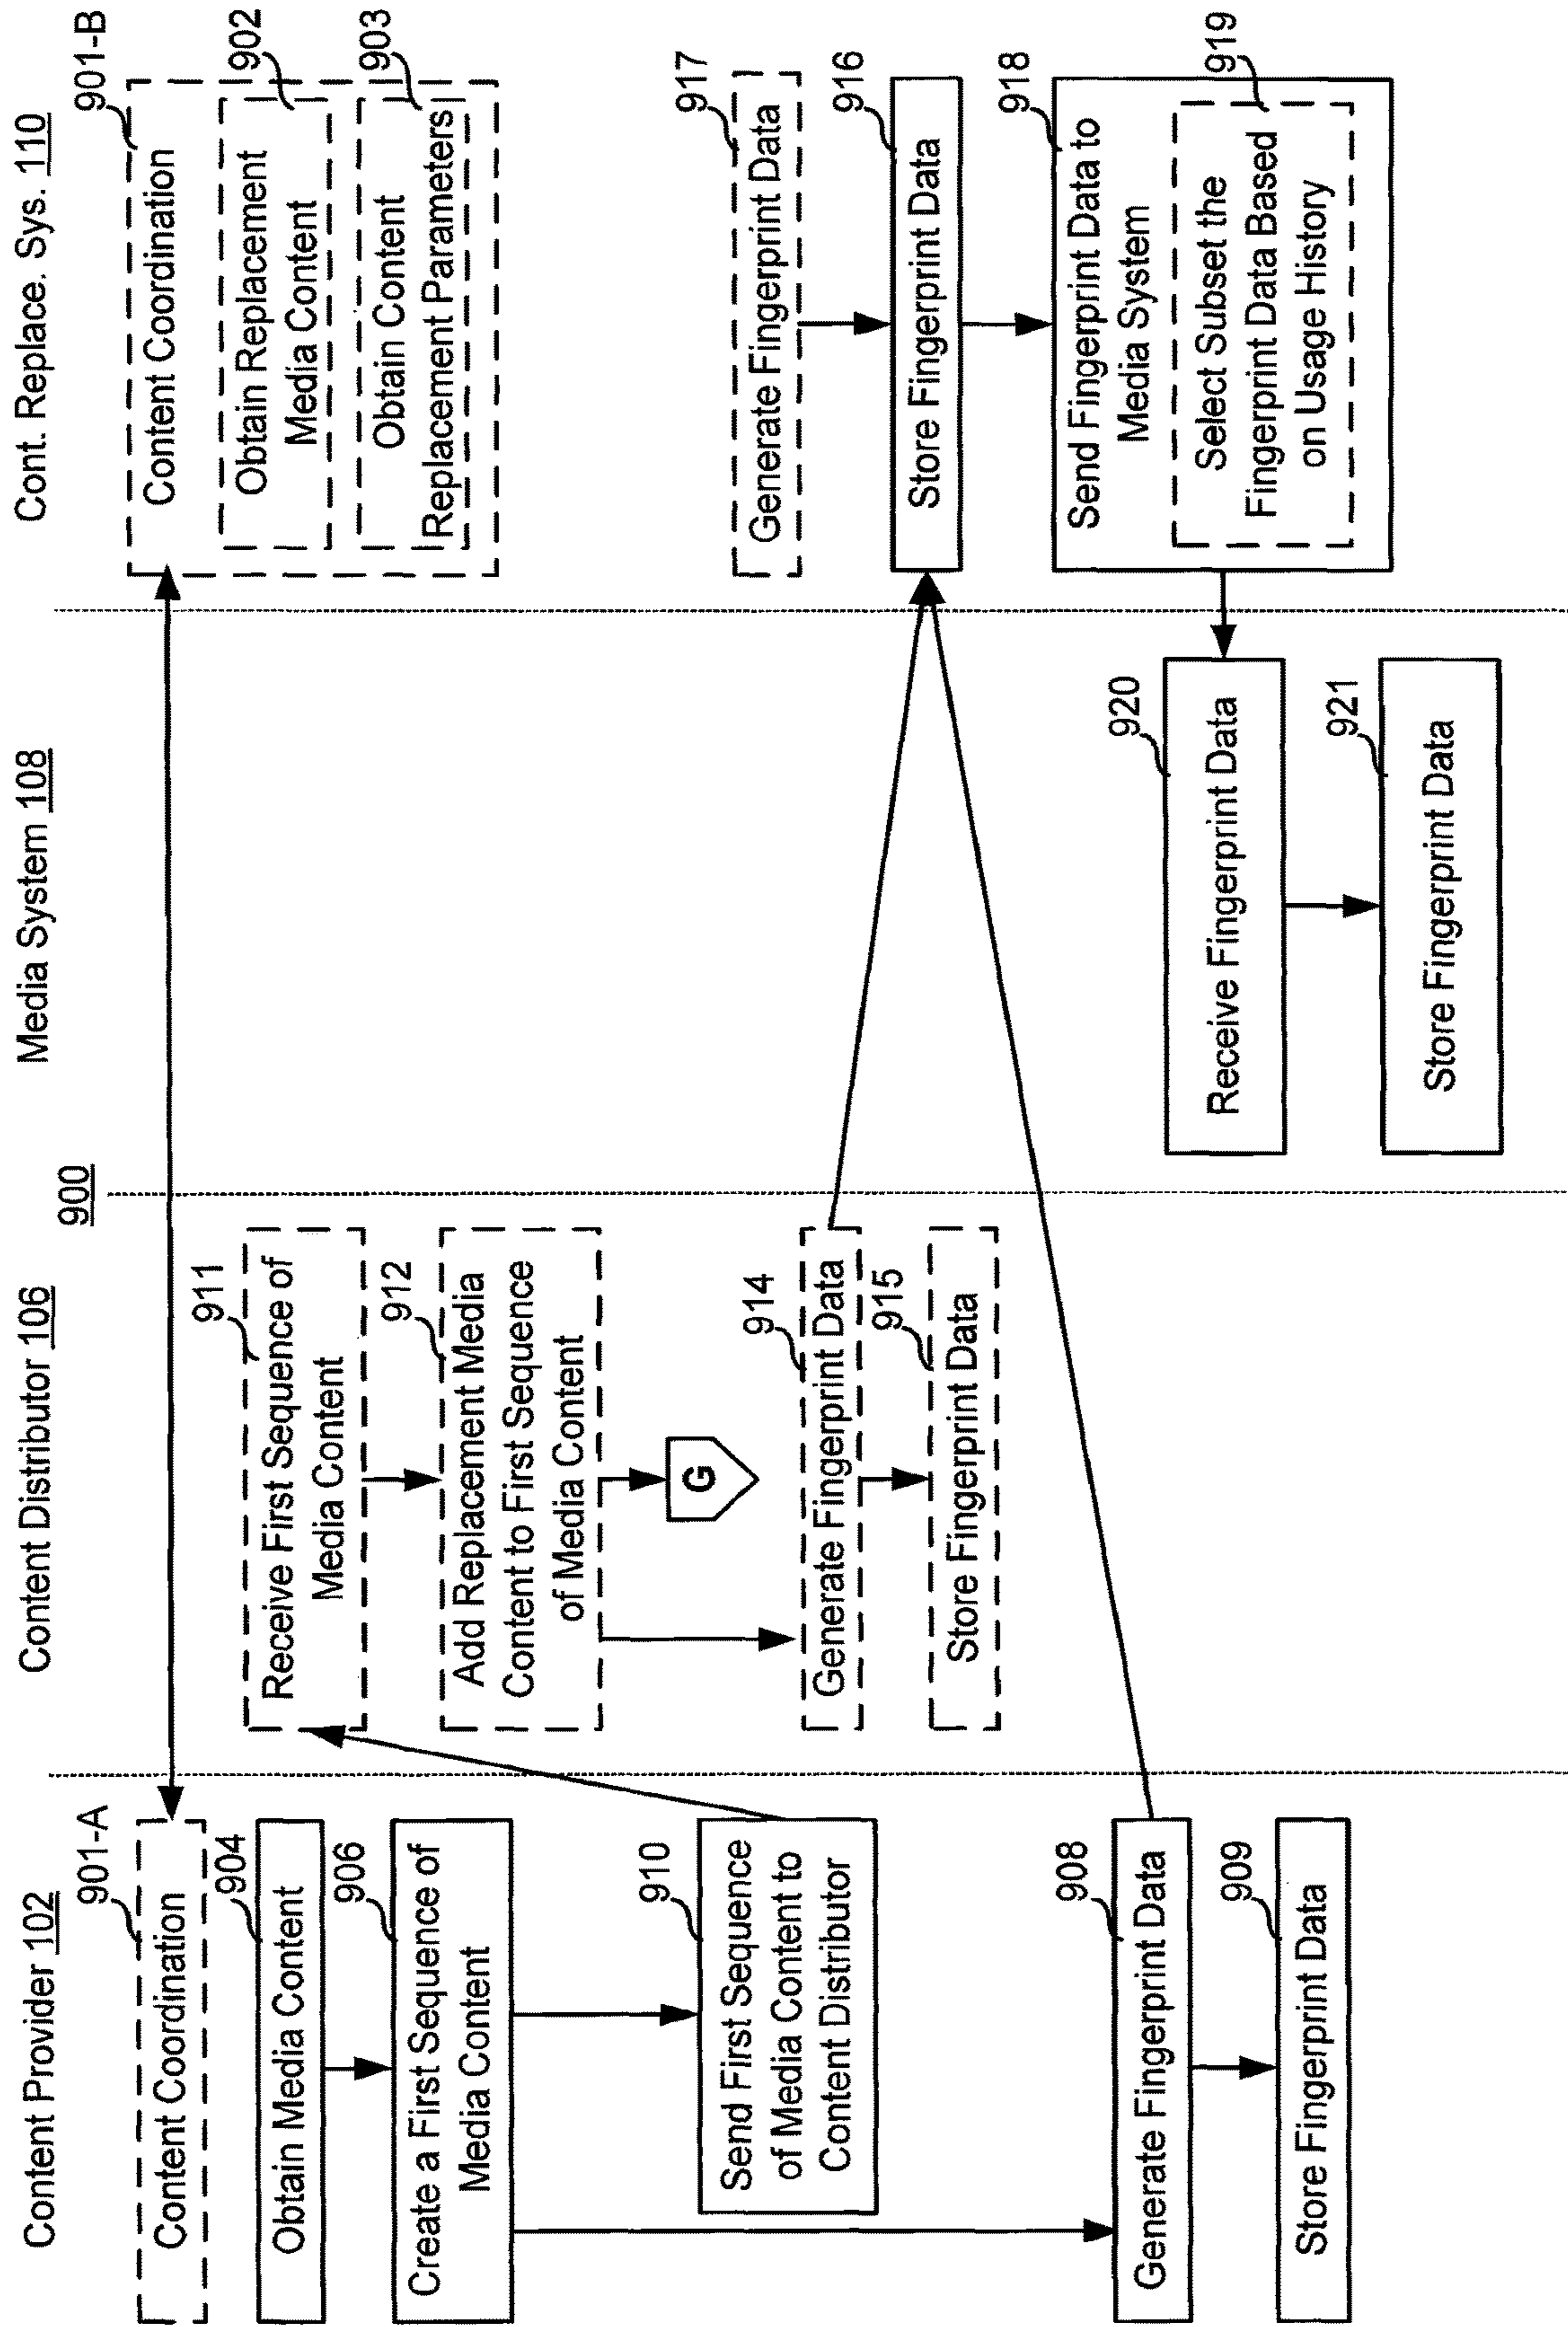 900
Content Provider 102
901-A
Content Coordination
904
Obtain Media Content
906
Create a First Sequence of
Media Content
910
Send First Sequence
of Media Content to
Content Distributor
908
Generate Fingerprint Data
909
Store Fingerprint Data
Content Distributor 106
911
Receive First Sequence of
Media Content
912
Add Replacement Media
Content to First Sequence
of Media Content
G
914
Generate Fingerprint Data
915
Store Fingerprint Data
Media System 108
920
Receive Fingerprint Data
921
Store Fingerprint Data
Cont. Replace. Sys. 110
901-B
Content Coordination
902
Obtain Replacement
Media Content
903
Obtain Content
Replacement Parameters
917
Generate Fingerprint Data
916
Store Fingerprint Data
918
Send Fingerprint Data to
Media System
919
Select Subset the
Fingerprint Data Based
on Usage History